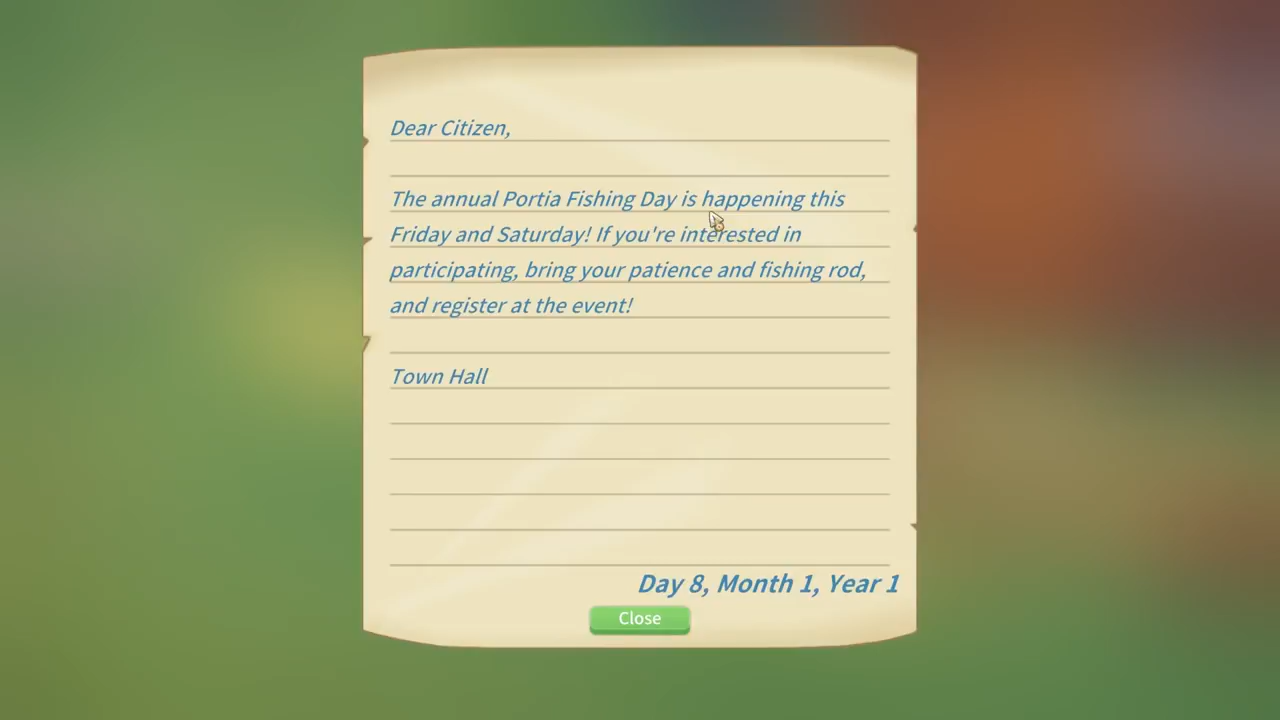 Dear Citizen,
The annual Portia Fishing Day is happening this
Friday and Saturday! If you're interested in
participating, bring your patience and fishing rod,
and register at the event!
Town Hall
Day 8, Month 1, Year 1
Close